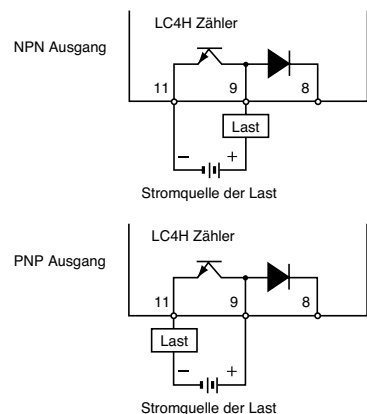 LC4H Zähler
NPN Ausgang
11 9 8
Last
– +
Stromquelle der Last
LC4H Zähler
PNP Ausgang
11 9 8
Last
– +
Stromquelle der Last